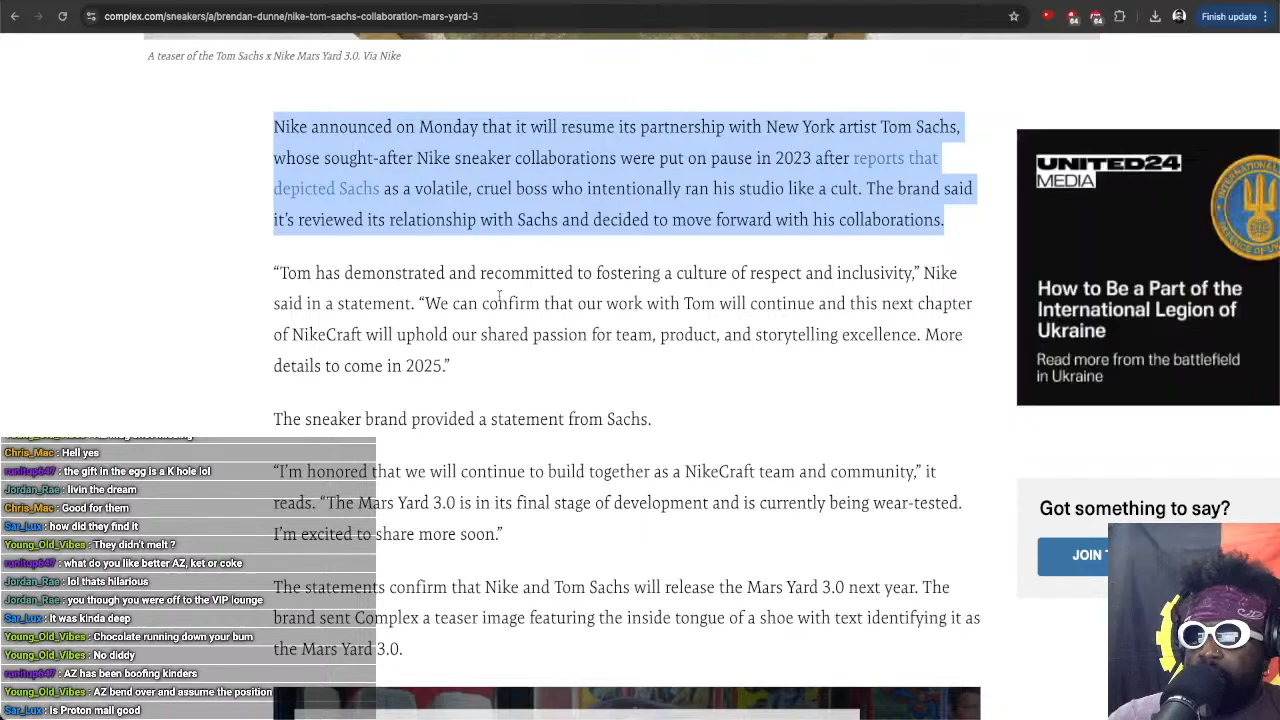 complex.com/sneakers/a/brendan-dunne/nike-tom-sachs-collaboration-mars-yard-3
64
64
Finish update
A teaser of the Tom Sachs x Nike Mars Yard 3.0. Via Nike
Nike announced on Monday that it will resume its partnership with New York artist Tom Sachs,
whose sought-after Nike sneaker collaborations were put on pause in 2023 after reports that
depicted Sachs as a volatile, cruel boss who intentionally ran his studio like a cult. The brand said
it’s reviewed its relationship with Sachs and decided to move forward with his collaborations.
“Tom has demonstrated and recommitted to fostering a culture of respect and inclusivity,” Nike
said in a statement. “We can confirm that our work with Tom will continue and this next chapter
of NikeCraft will uphold our shared passion for team, product, and storytelling excellence. More
details to come in 2025.”
The sneaker brand provided a statement from Sachs.
“I’m honored that we will continue to build together as a NikeCraft team and community,” it
reads. “The Mars Yard 3.0 is in its final stage of development and is currently being wear-tested.
I’m excited to share more soon.”
The statements confirm that Nike and Tom Sachs will release the Mars Yard 3.0 next year. The
brand sent Complex a teaser image featuring the inside tongue of a shoe with text identifying it as
the Mars Yard 3.0.
UNITED24
MEDIA
How to Be a Part of the
International Legion of
Ukraine
Read more from the battlefield
in Ukraine
Got something to say?
JOIN
Chris_Mac : Hell yes
runitup647 : the gift in the egg is a K hole lol
Jordan_Rae : livin the dream
Chris_Mac : Good for them
Sar_Lux : how did they find it
Young_Old_Vibes : They didn't melt ?
runitup647 : what do you like better AZ, ket or coke
Jordan_Rae : lol thats hilarious
Jordan_Rae : you though you were off to the VIP lounge
Sar_Lux : It was kinda deep
Young_Old_Vibes : Chocolate running down your bum
Young_Old_Vibes : No diddy
runitup647 : AZ has been boofing kinders
Young_Old_Vibes : AZ bend over and assume the position
Sar_Lux : Is Proton mail good